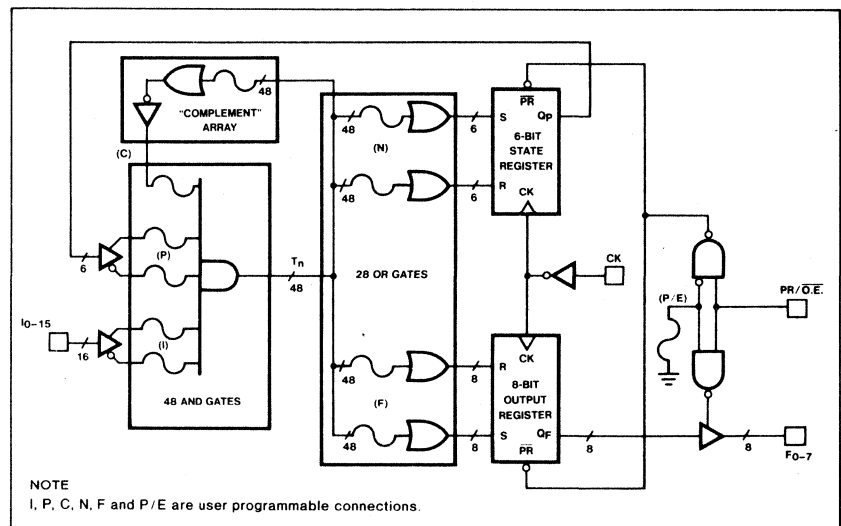 "COMPLEMENT"
ARRAY
48
(C)
(P)
6
I0–15
16
(I)
48 AND GATES
Tn
48
48
(N)
6
48
6
28 OR GATES
48
8
(F)
48
8
PR
S
QP
6-BIT
STATE
REGISTER
R
CK
CK
CK
R
8-BIT
OUTPUT
REGISTER
S
QF
PR
8
(P/E)
PR/O.E.
8
F0–7
NOTE
I, P, C, N, F and P/E are user programmable connections.